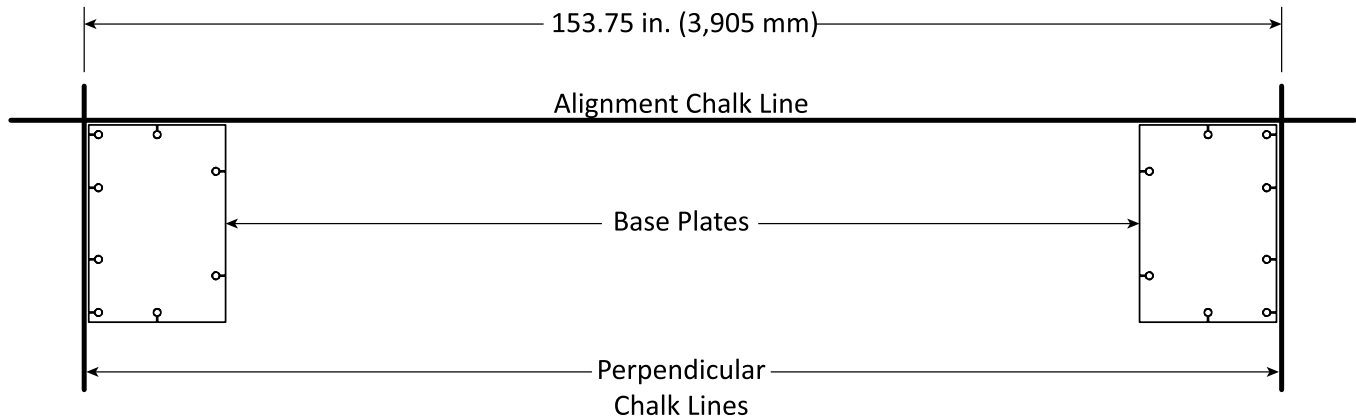 153.75 in. (3,905 mm)
Alignment Chalk Line
Base Plates
Perpendicular
Chalk Lines